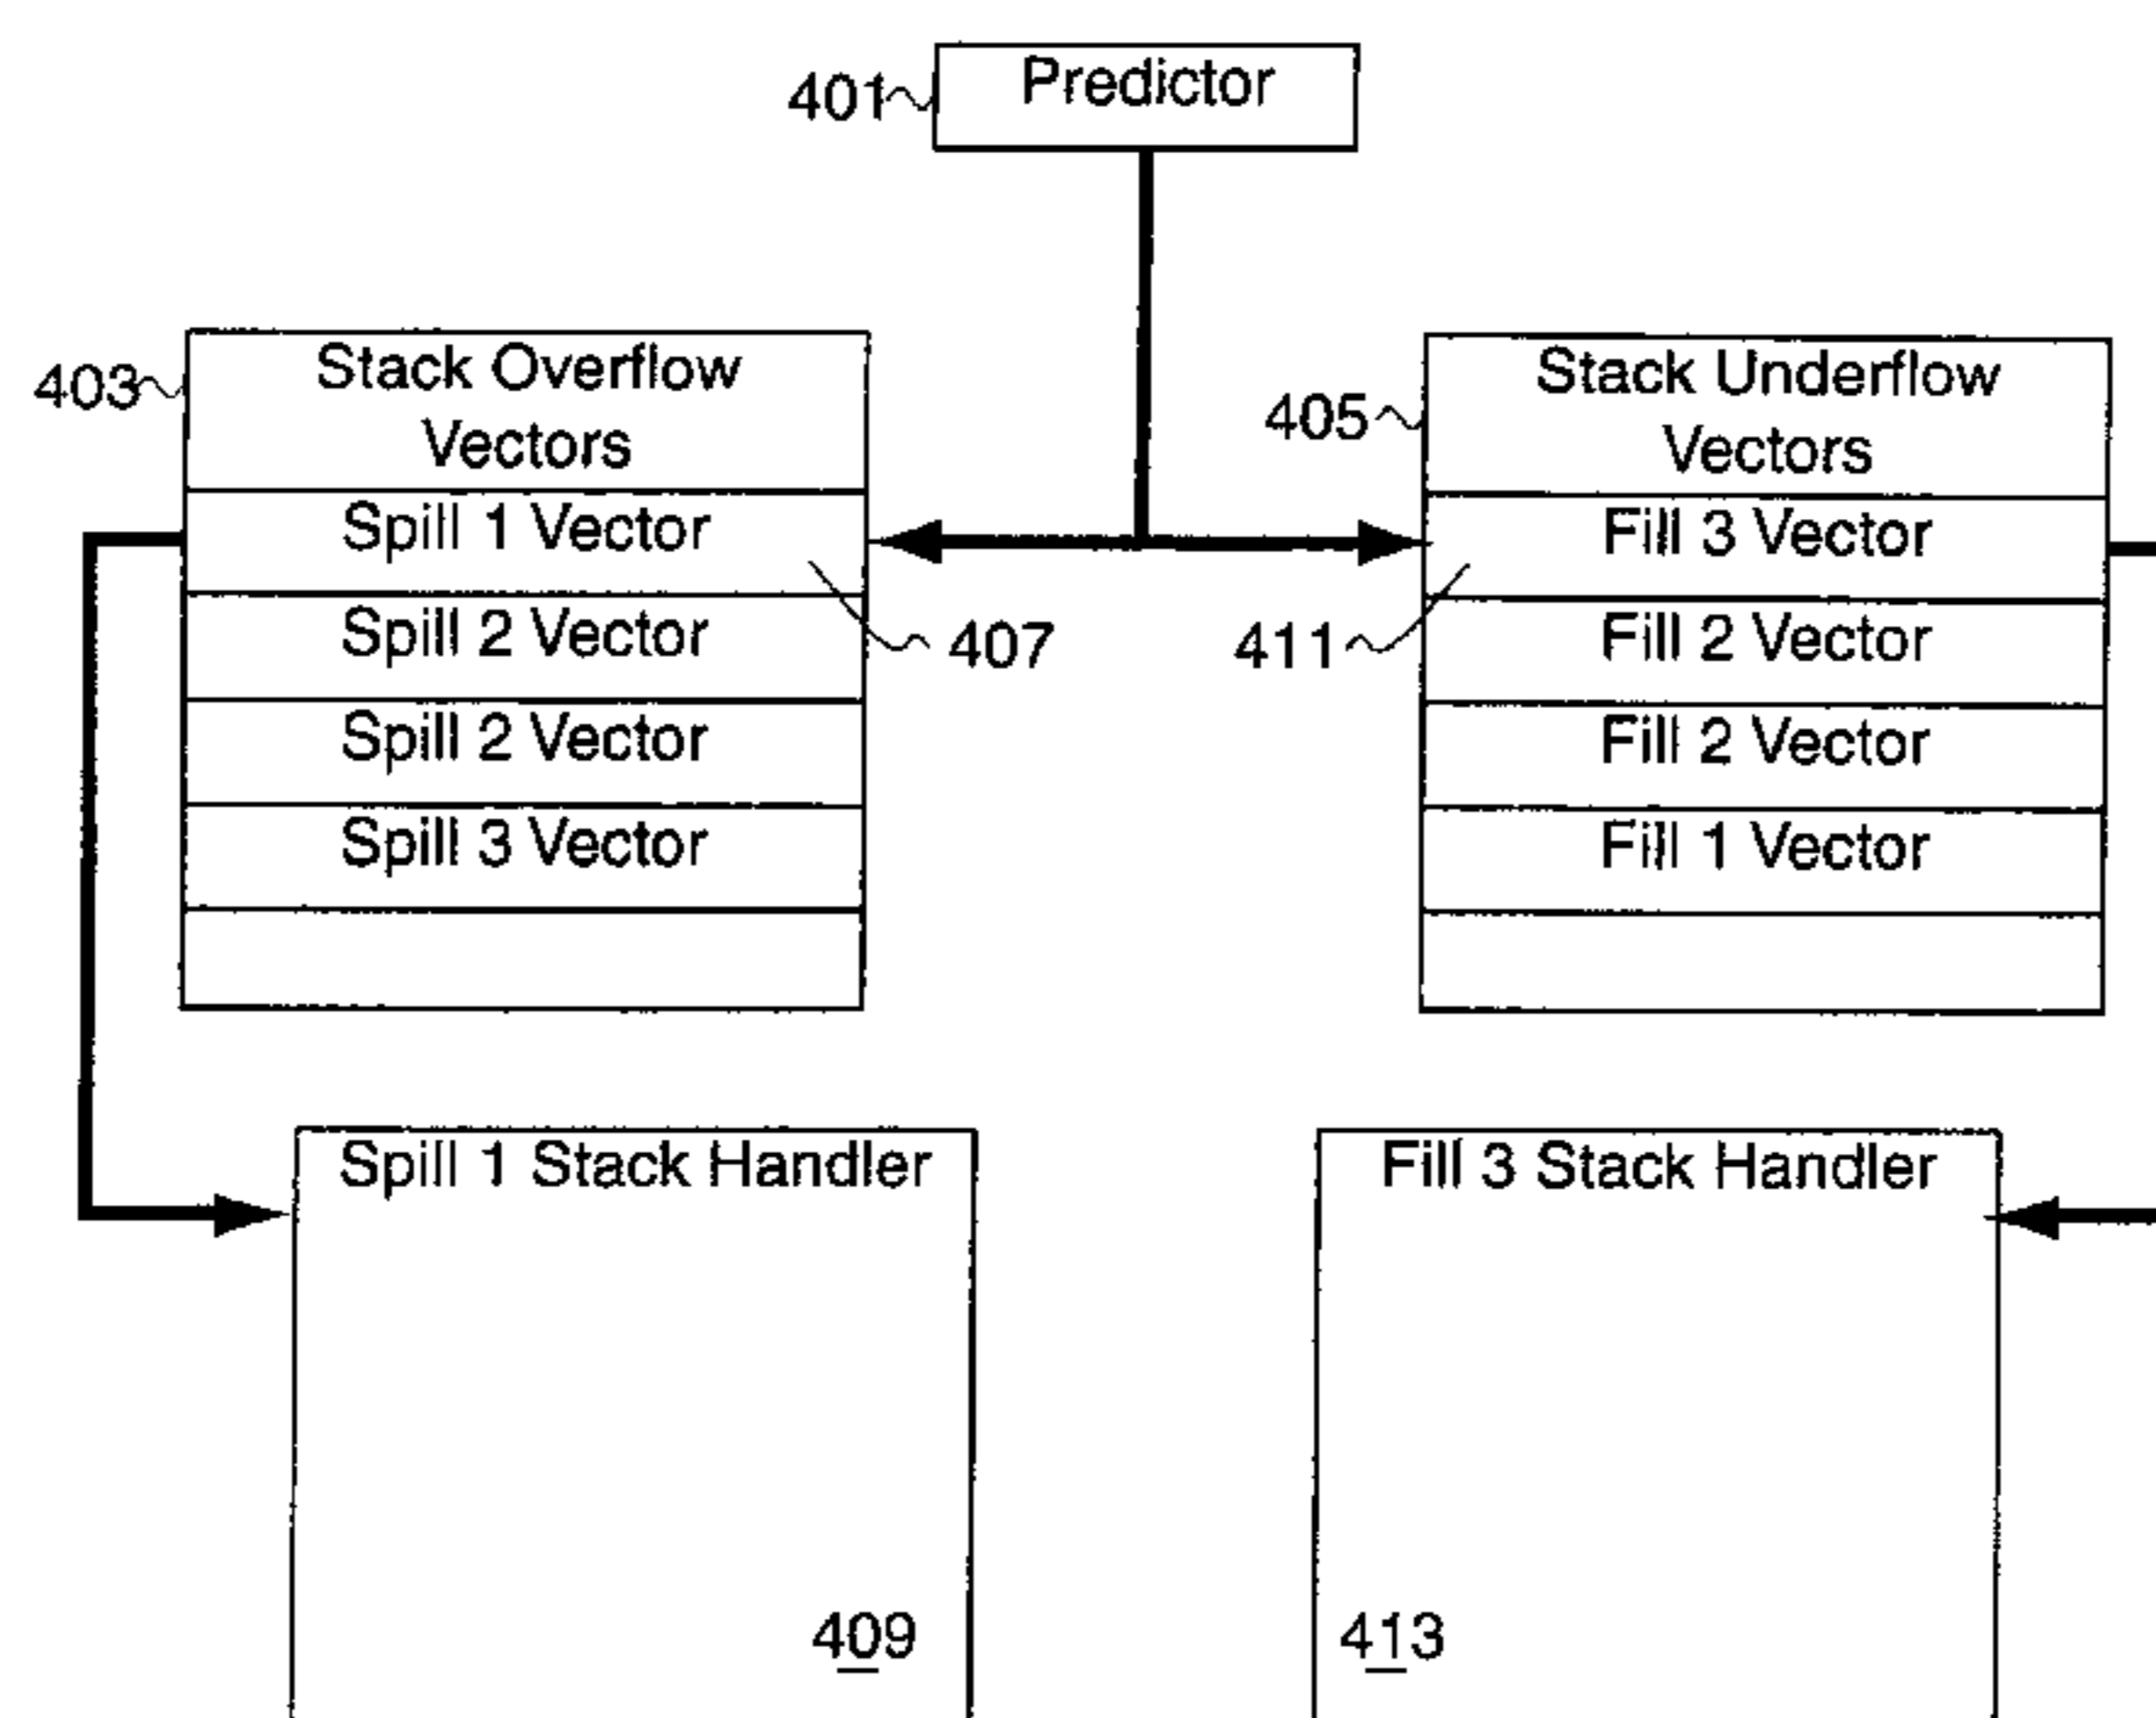 401
Predictor
403
Stack Overflow
Vectors
Spill 1 Vector
Spill 2 Vector
Spill 2 Vector
Spill 3 Vector
407
405
Stack Underflow
Vectors
Fill 3 Vector
Fill 2 Vector
Fill 2 Vector
Fill 1 Vector
411
Spill 1 Stack Handler
409
Fill 3 Stack Handler
413